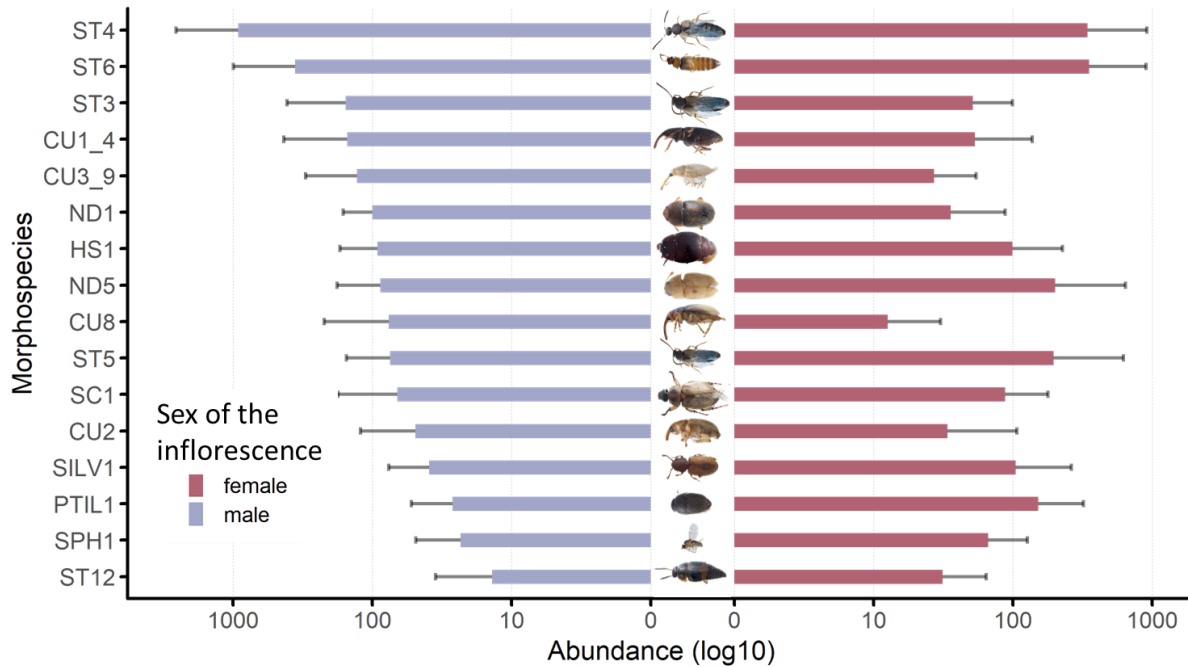 Morphospecies
ST4
ST6
ST3
CU1_4
CU3_9
ND1
HS1
ND5
CU8
ST5
SC1
CU2
SILV1
PTIL1
SPH1
ST12
Sex of the
inflorescence
female
male
1000 100 10 0 0 10 100 1000
Abundance (log10)